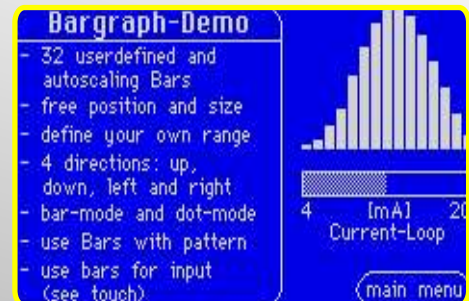 Bargraph-Demo
- 32 userdefined and
autoscaling Bars
- free position and size
- define your own range
- 4 directions: up,
down, left and right
- bar-mode and dot-mode
- use Bars with pattern
- use bars for input
(see touch)
4 [mA] 20
Current-Loop
main menu